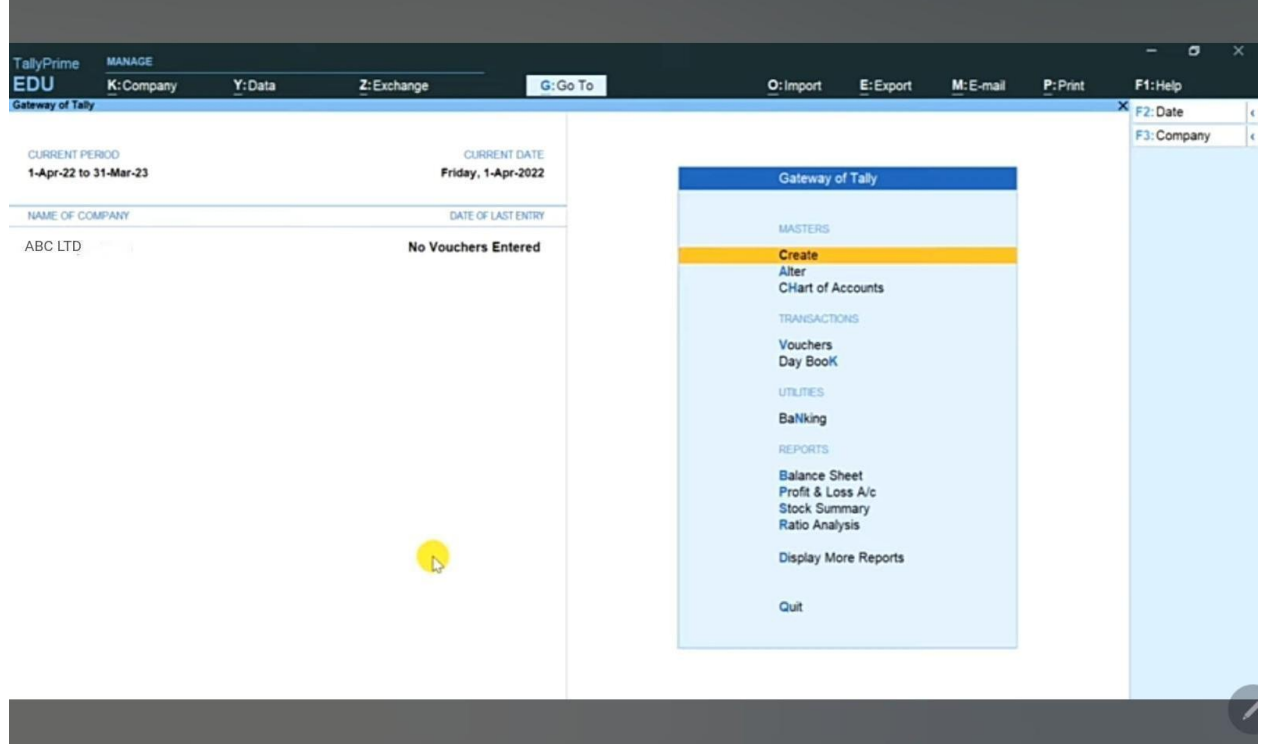 TallyPrime
EDU
MANAGE
K:Company Y:Data Z:Exchange G:Go To O:Import E:Export M:E-mail P:Print F1:Help
Gateway of Tally
F2:Date
F3:Company
CURRENT PERIOD CURRENT DATE
1-Apr-22 to 31-Mar-23 Friday, 1-Apr-2022
NAME OF COMPANY DATE OF LAST ENTRY
ABC LTD No Vouchers Entered
Gateway of Tally
MASTERS
Create
Alter
CHart of Accounts
TRANSACTIONS
Vouchers
Day BooK
UTILITIES
BaNking
REPORTS
Balance Sheet
Profit & Loss A/c
Stock Summary
Ratio Analysis
Display More Reports
Quit